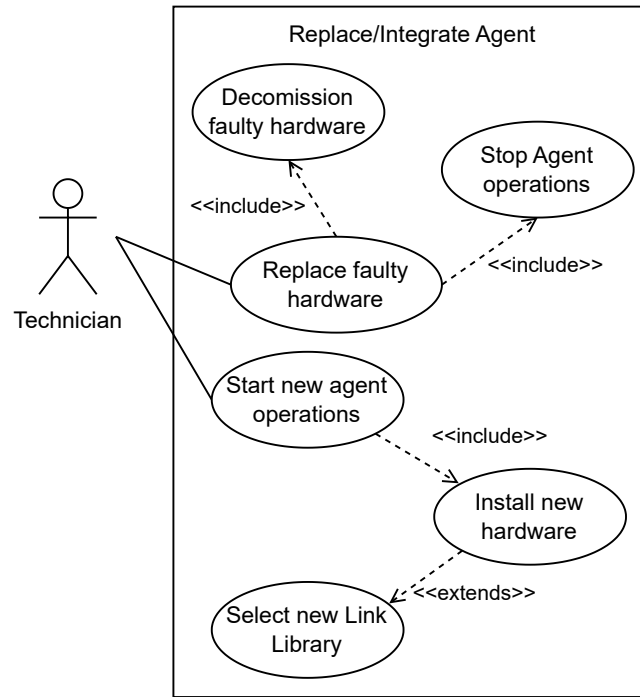 Replace/Integrate Agent
Decomission
faulty hardware
Stop Agent
operations
<<include>>
<<include>>
Replace faulty
hardware
Technician
Start new agent
operations
<<include>>
Install new
hardware
<<extends>>
Select new Link
Library